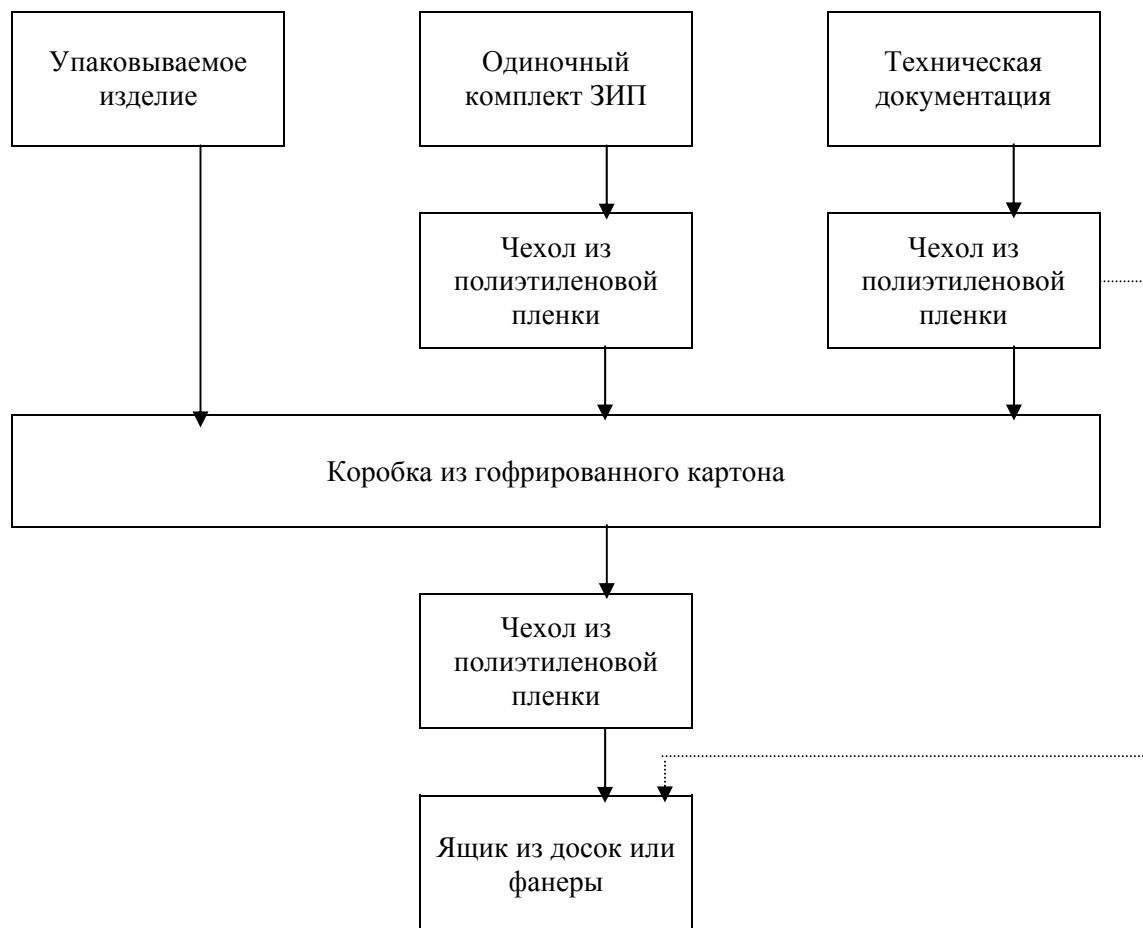 Упаковываемое
изделие
Одиночный
комплект ЗИП
Техническая
документация
Чехол из
полиэтиленовой
пленки
Чехол из
полиэтиленовой
пленки
Коробка из гофрированного картона
Чехол из
полиэтиленовой
пленки
Ящик из досок или
фанеры